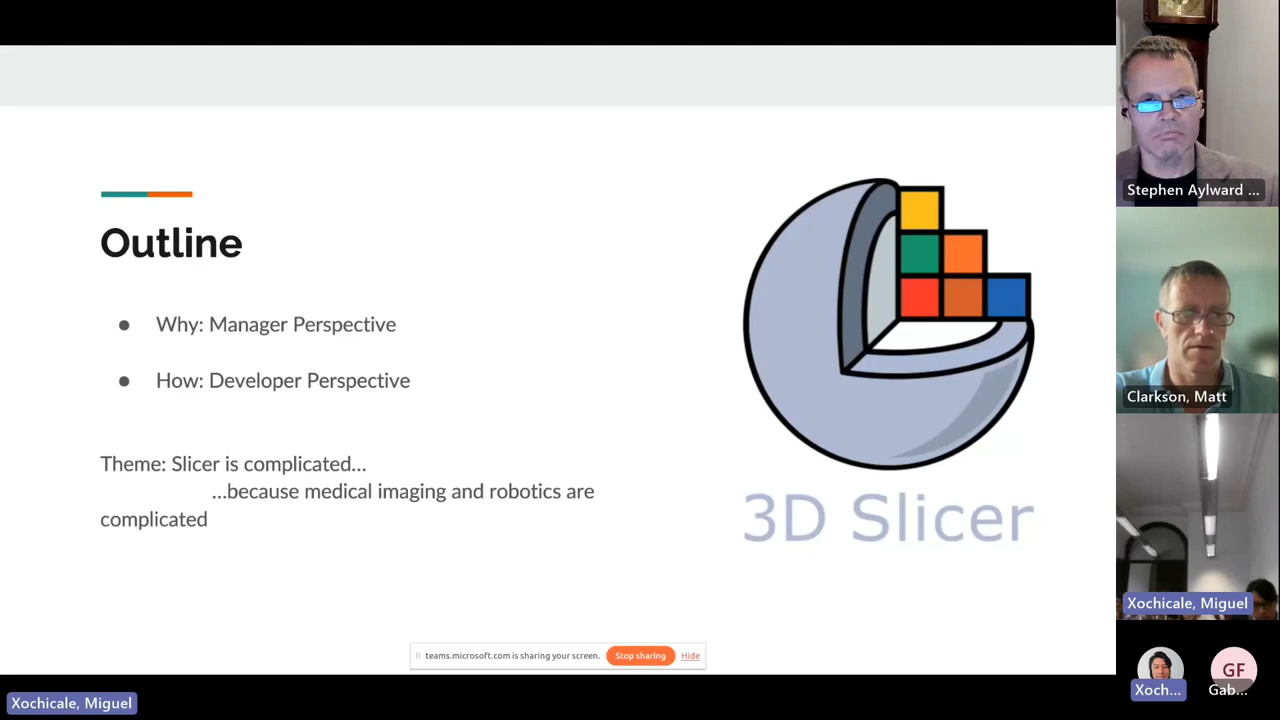 Outline
● Why: Manager Perspective
● How: Developer Perspective
Theme: Slicer is complicated...
...because medical imaging and robotics are
complicated
3D Slicer
teams.microsoft.com is sharing your screen. Stop sharing Hide
Xochicale, Miguel
Stephen Aylward ...
Clarkson, Matt
Xochicale, Miguel
Xoch...
GF
Gab...